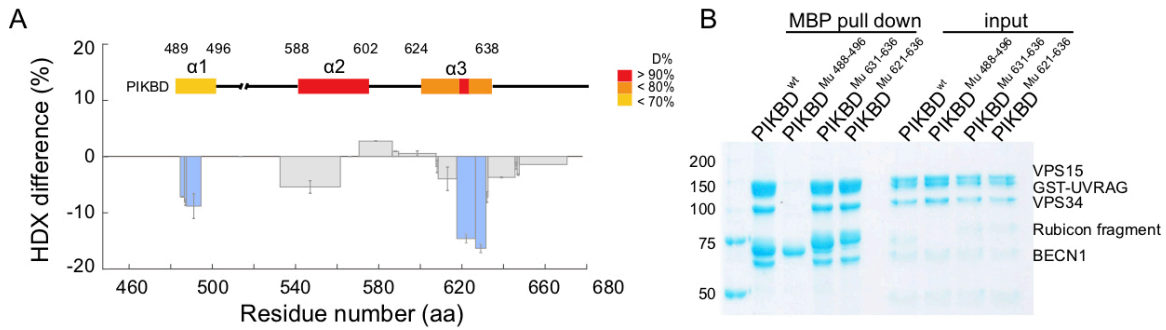 A
HDX difference (%)
20
10
0
-10
-20
489 496 588 602 624 638
α1 α2 α3
PIKBD
D%
> 90%
< 80%
< 70%
460 500 540 580 620 660 680
Residue number (aa)
B
MBP pull down input
PIKBD wt
PIKBD Mu 488-496
PIKBD Mu 631-636
PIKBD Mu 621-636
PIKBD wt
PIKBD Mu 488-496
PIKBD Mu 631-636
PIKBD Mu 621-636
200
150
100
75
50
VPS15
GST-UVRAG
VPS34
Rubicon fragment
BECN1